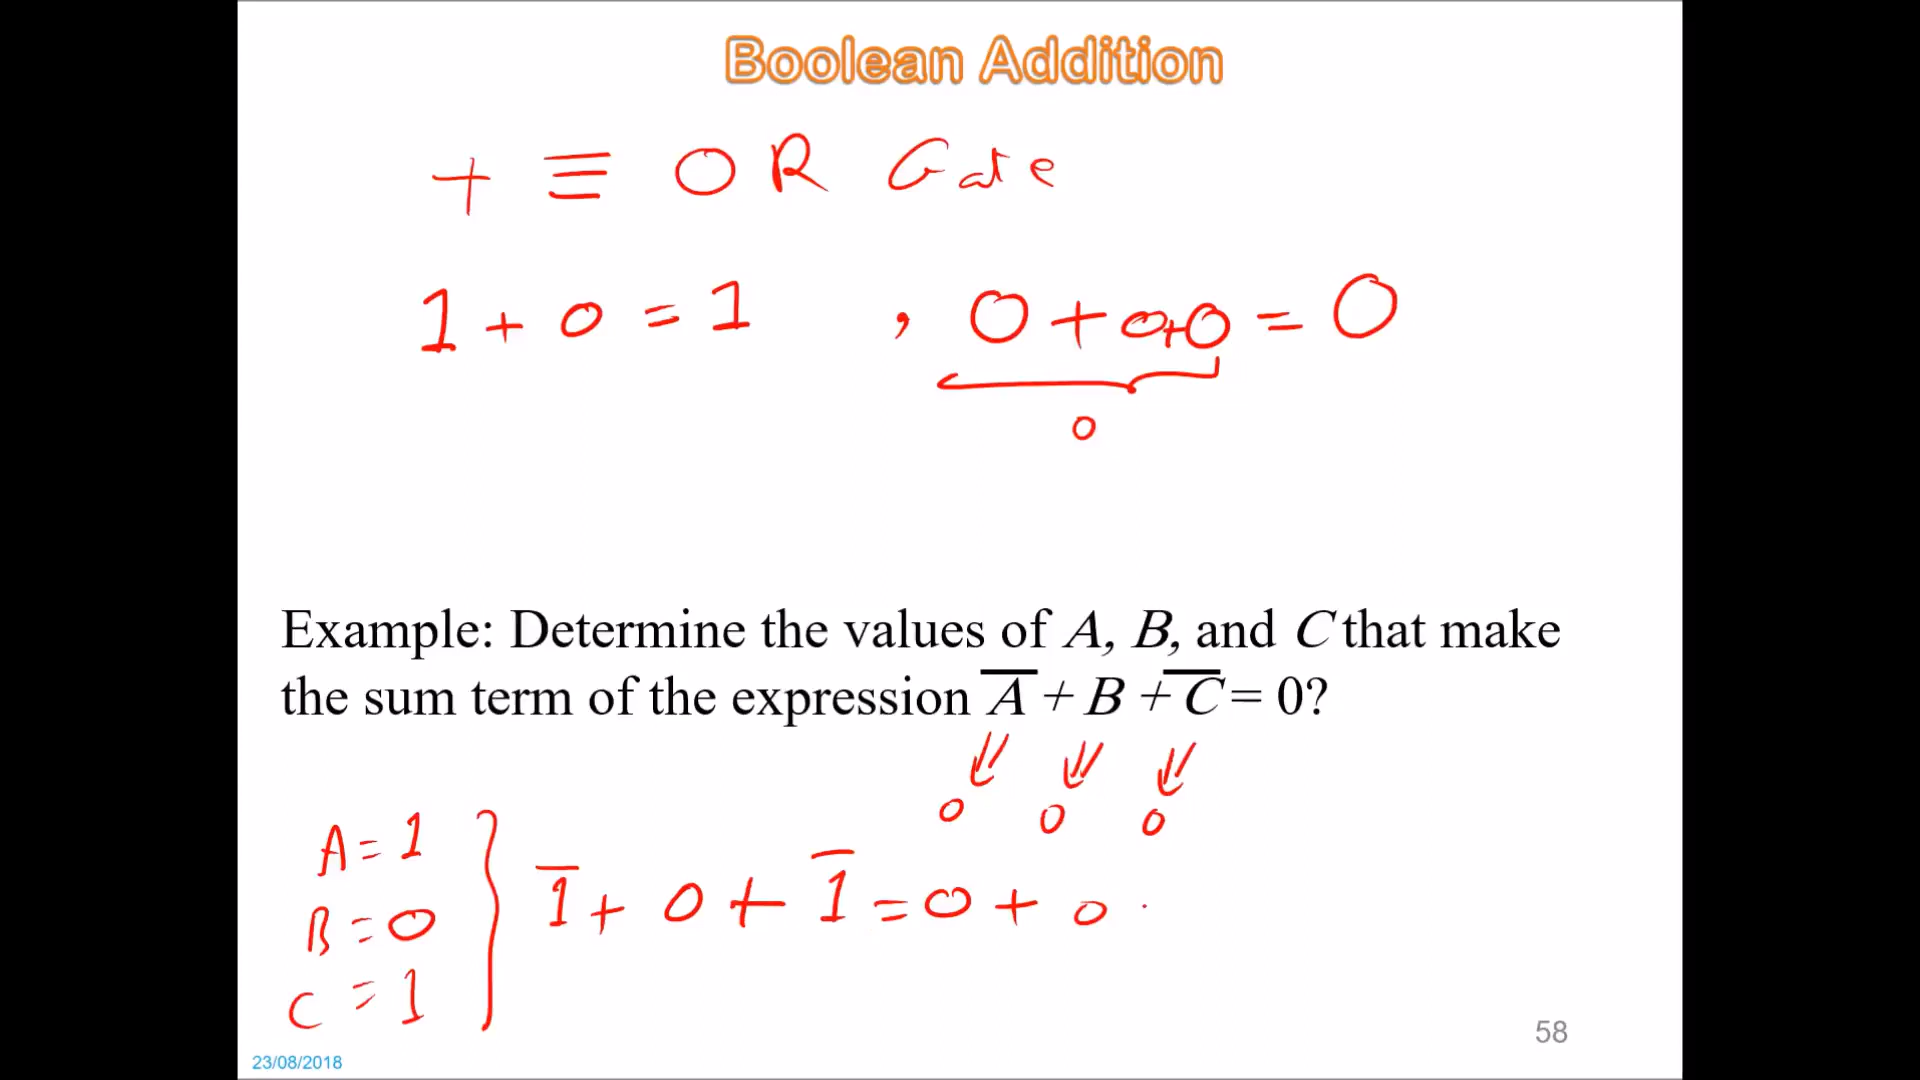 Boolean Addition
+ ≡ OR Gate
1 + 0 = 1 , 0 + 0+0 = 0
0
Example: Determine the values of A, B, and C that make
the sum term of the expression A̅ + B + C̅ = 0?
0 0 0
A = 1
B = 0
C = 1
1̅ + 0 + 1̅ = 0 + 0
58
23/08/2018